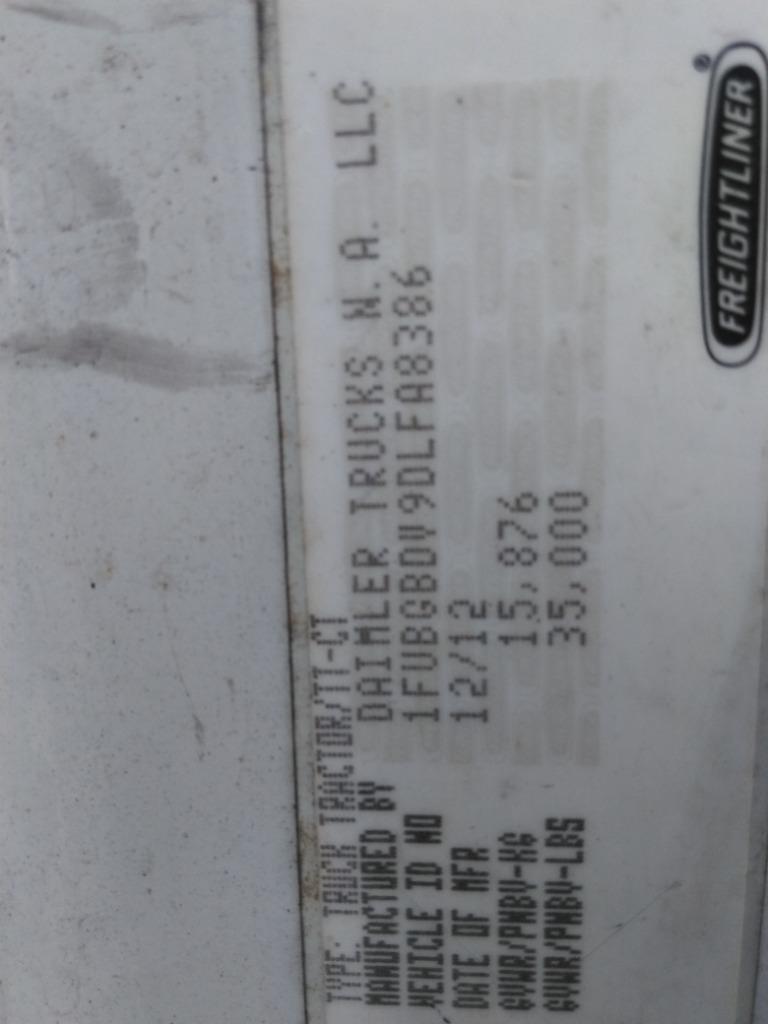 TYPE: TRUCK TRACTOR/TT-CT
MANUFACTURED BY DAIMLER TRUCKS N.A. LLC
VEHICLE ID NO 1FUBGBDV9DLFA8386
DATE OF MFR 12/12
GVWR/PNBV-KG 15,876
GVWR/PNBV-LBS 35,000
FREIGHTLINER®